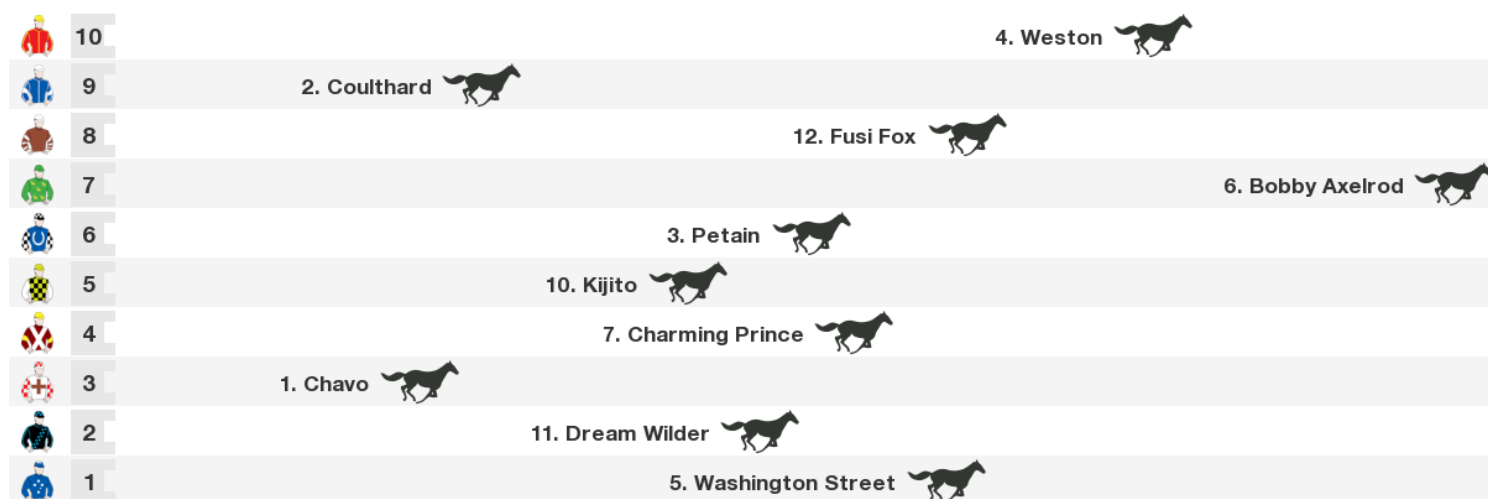 10 4. Weston
9 2. Coulthard
8 12. Fusi Fox
7 6. Bobby Axelrod
6 3. Petain
5 10. Kijito
4 7. Charming Prince
3 1. Chavo
2 11. Dream Wilder
1 5. Washington Street